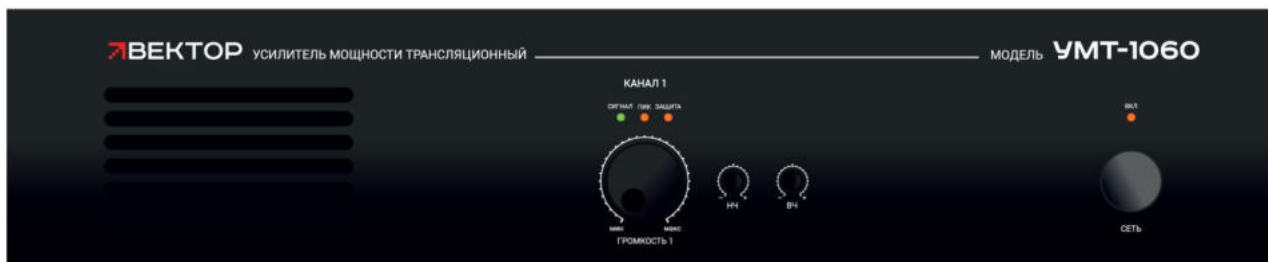 ВЕКТОР УСИЛИТЕЛЬ МОЩНОСТИ ТРАНСЛЯЦИОННЫЙ МОДЕЛЬ УМТ-1060
КАНАЛ 1
СИГНАЛ ПИК ЗАЩИТА
ВКЛ
- +
- +
НЧ ВЧ
мин макс
ГРОМКОСТЬ 1
СЕТЬ